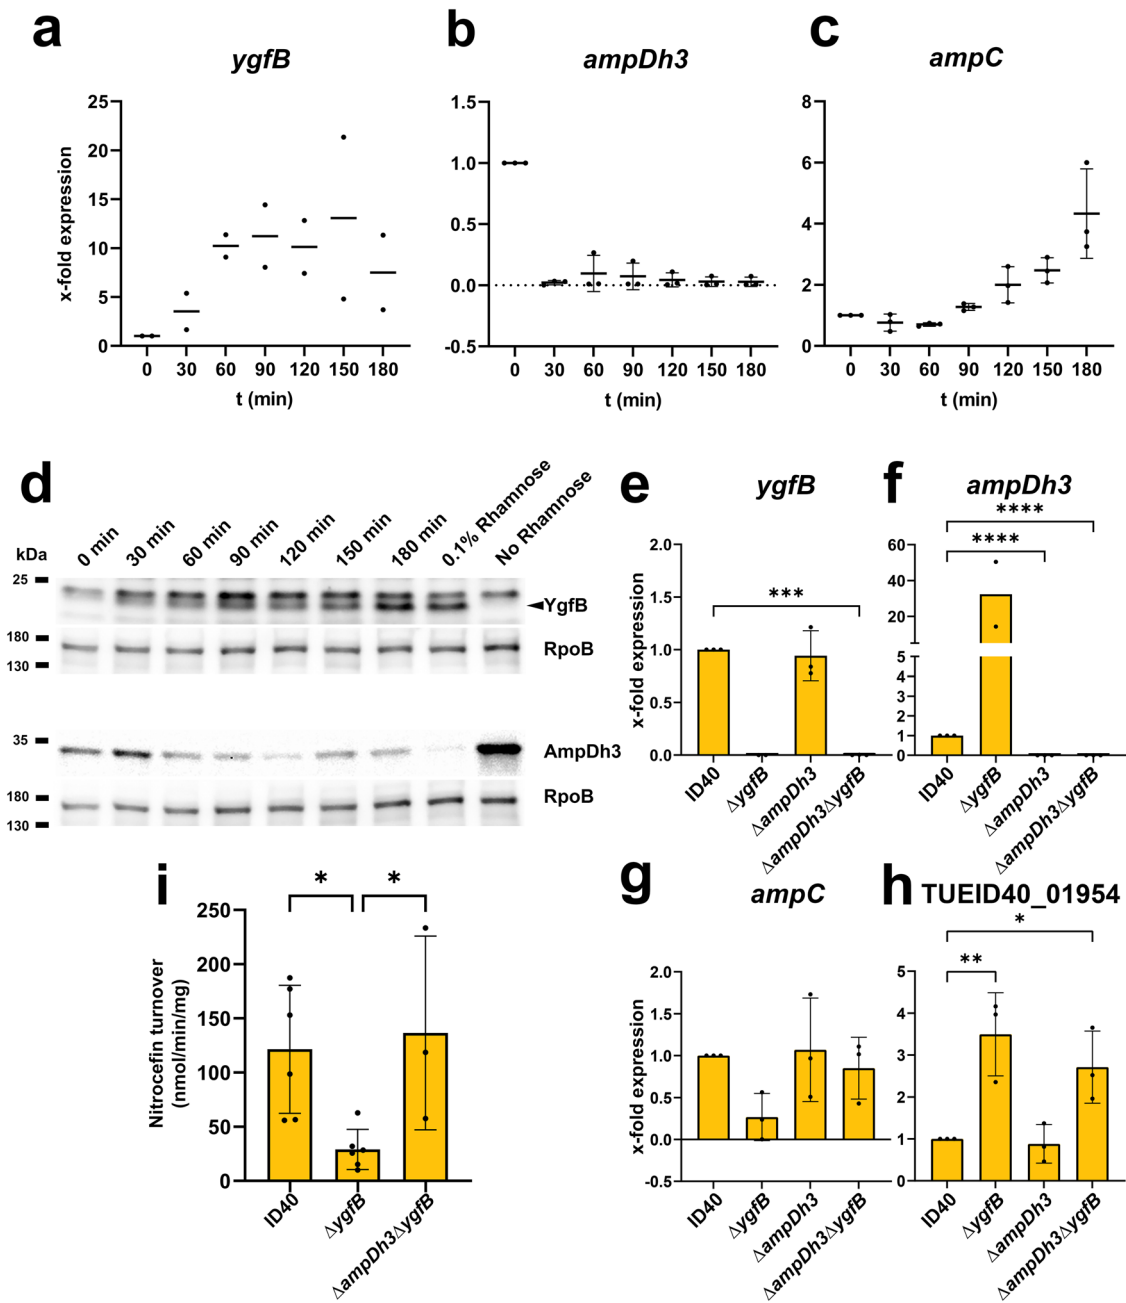 a
ygfB
x-fold expression
25
20
15
10
5
0
0 30 60 90 120 150 180
t (min)
b
ampDh3
1.5
1.0
0.5
0.0
-0.5
0 30 60 90 120 150 180
t (min)
c
ampC
8
6
4
2
0
0 30 60 90 120 150 180
t (min)
d
0 min
30 min
60 min
90 min
120 min
150 min
180 min
0.1% Rhamnose
No Rhamnose
kDa
25
YgfB
180
RpoB
130
35
AmpDh3
180
RpoB
130
e
ygfB
x-fold expression
***
2.0
1.5
1.0
0.5
0.0
ID40
ΔygfB
ΔampDh3
ΔampDh3ΔygfB
f
ampDh3
****
****
60
40
20
5
4
3
2
1
0
ID40
ΔygfB
ΔampDh3
ΔampDh3ΔygfB
i
* *
Nitrocefin turnover
(nmol/min/mg)
250
200
150
100
50
0
ID40
ΔygfB
ΔampDh3ΔygfB
g
ampC
x-fold expression
2.0
1.5
1.0
0.5
0.0
-0.5
ID40
ΔygfB
ΔampDh3
ΔampDh3ΔygfB
h
TUEID40_01954
*
**
5
4
3
2
1
0
ID40
ΔygfB
ΔampDh3
ΔampDh3ΔygfB